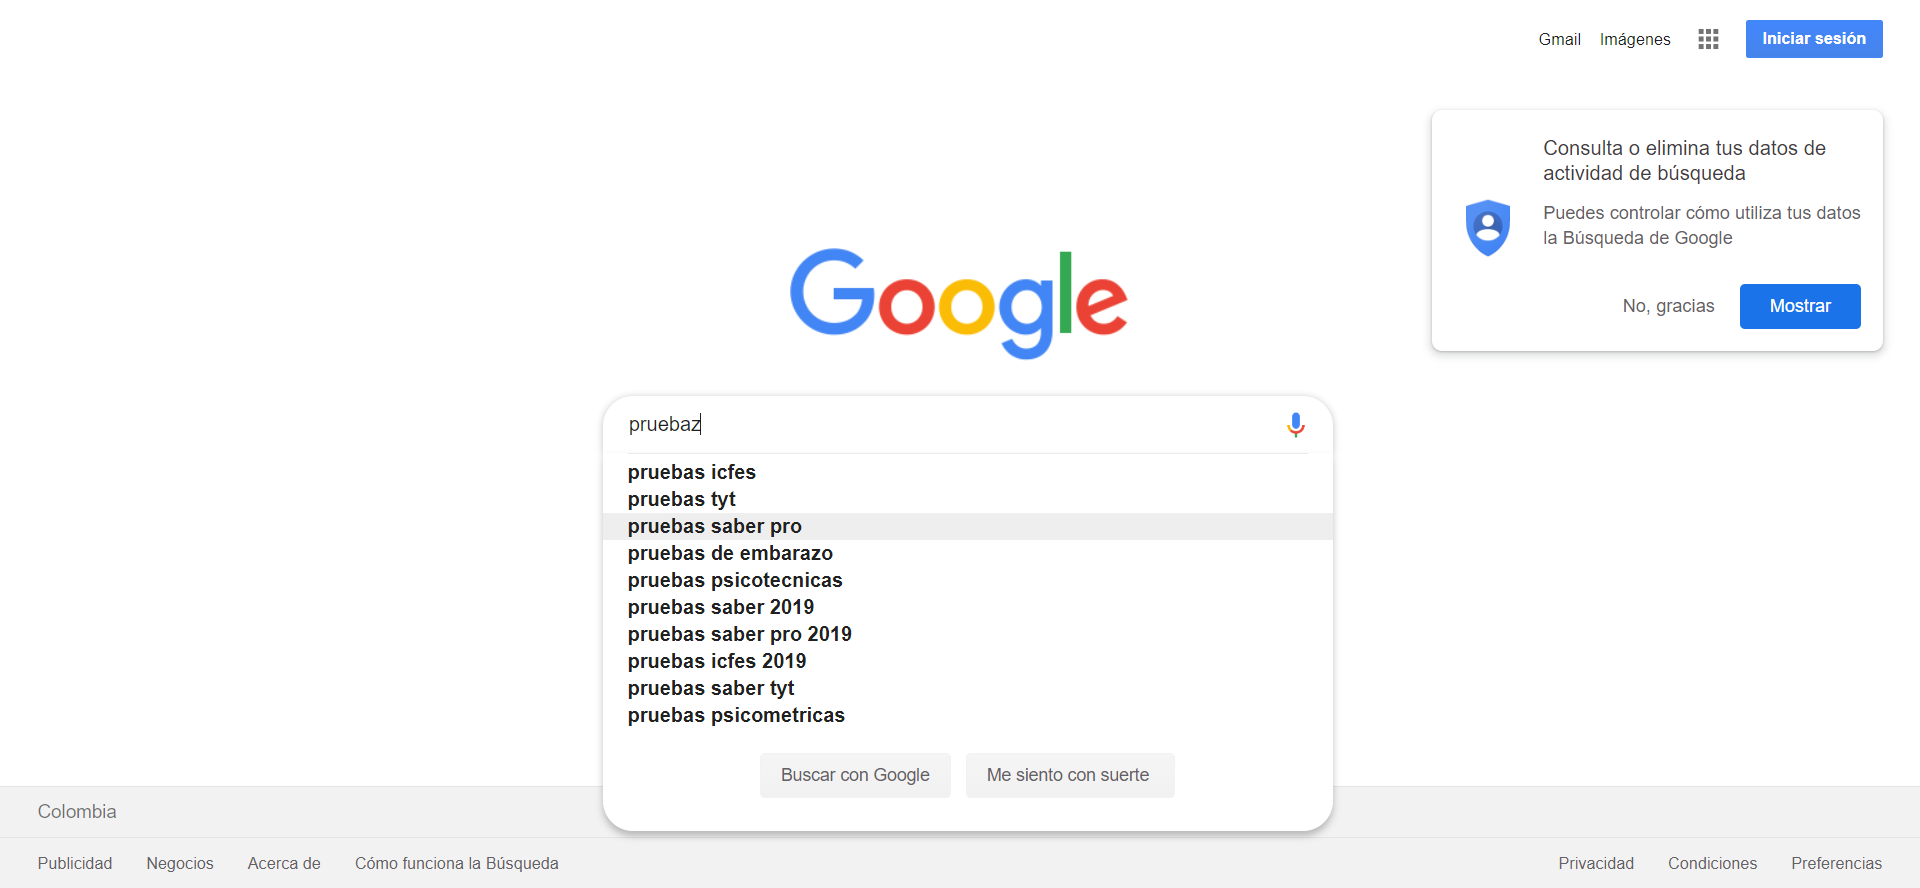 Gmail Imágenes Iniciar sesión
Consulta o elimina tus datos de
actividad de búsqueda
Puedes controlar cómo utiliza tus datos
la Búsqueda de Google
No, gracias Mostrar
Google
pruebaz
pruebas icfes
pruebas tyt
pruebas saber pro
pruebas de embarazo
pruebas psicotecnicas
pruebas saber 2019
pruebas saber pro 2019
pruebas icfes 2019
pruebas saber tyt
pruebas psicometricas
Buscar con Google Me siento con suerte
Colombia
Publicidad Negocios Acerca de Cómo funciona la Búsqueda Privacidad Condiciones Preferencias